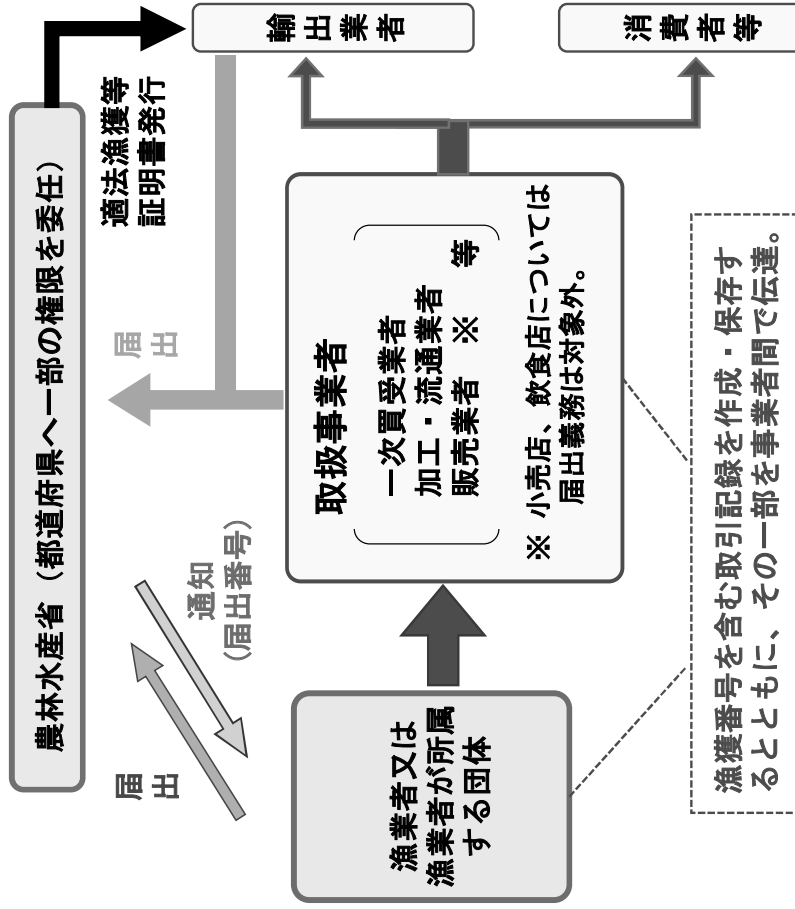 農林水産省（都道府県へ一部の権限を委任）
届出
通知
（届出番号）
届出
適法漁獲等
証明書発行
漁業者又は
漁業者が所属
する団体
取扱事業者
一次買受業者
加工・流通業者
販売業者　※　等
※ 小売店、飲食店については
届出義務は対象外。
輸出業者
消費者等
漁獲番号を含む取引記録を作成・保存す
るとともに、その一部を事業者間で伝達。